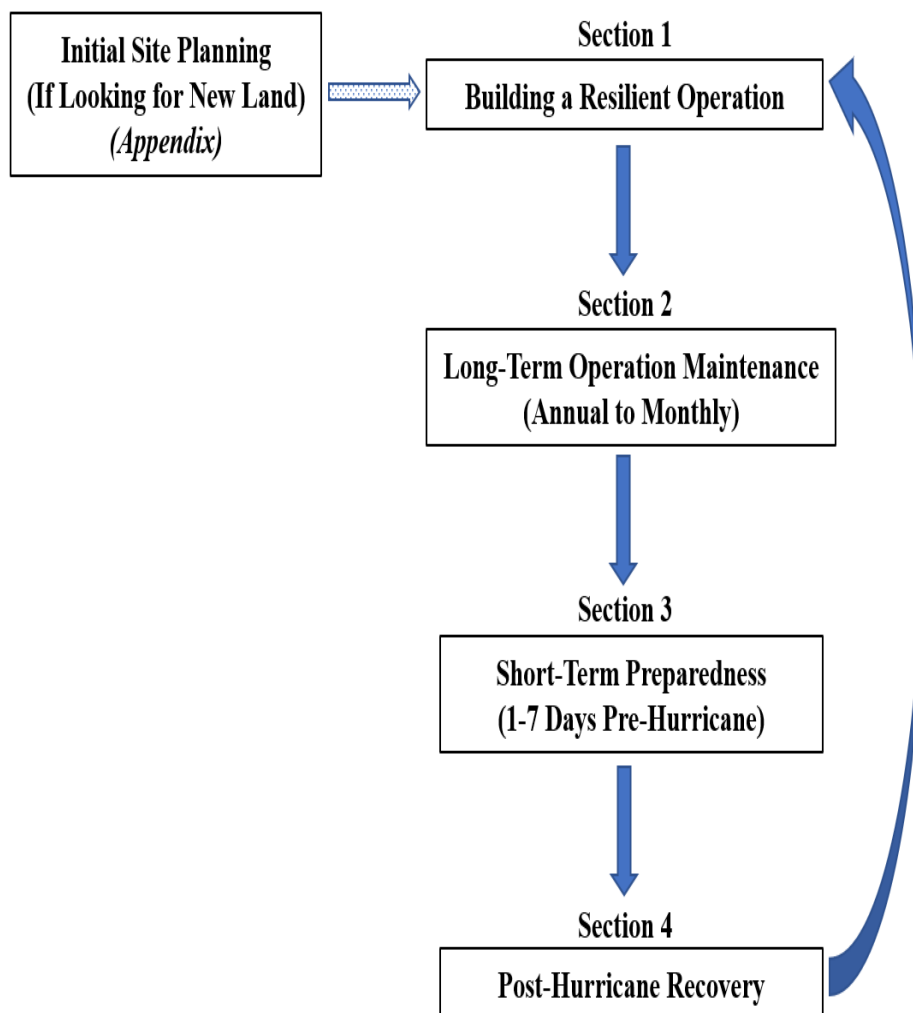 Initial Site Planning
(If Looking for New Land)
(Appendix)
Section 1
Building a Resilient Operation
Section 2
Long-Term Operation Maintenance
(Annual to Monthly)
Section 3
Short-Term Preparedness
(1-7 Days Pre-Hurricane)
Section 4
Post-Hurricane Recovery